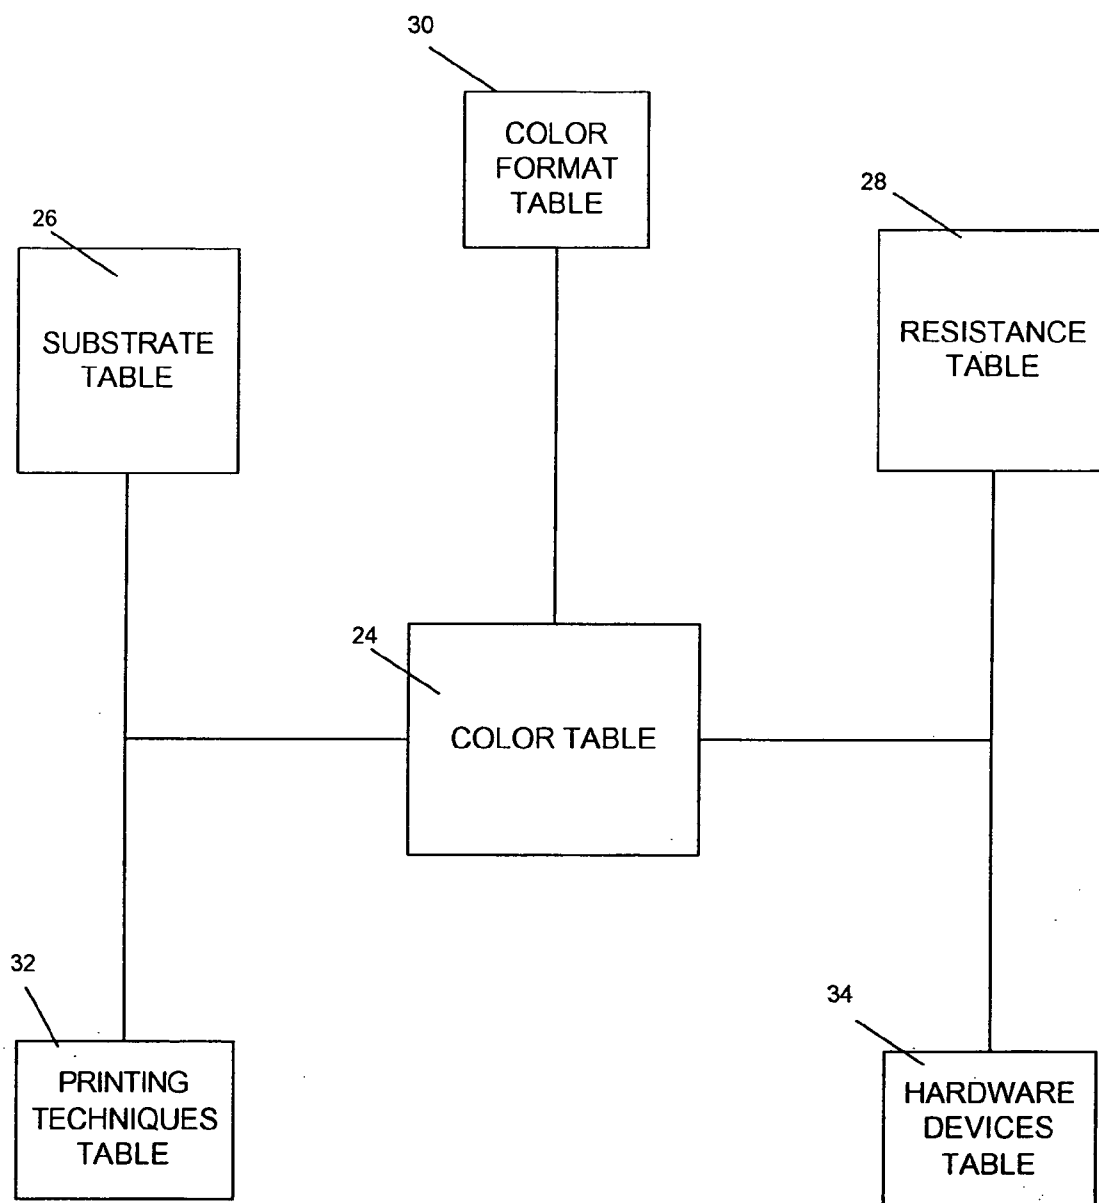 30
COLOR
FORMAT
TABLE
28
26
SUBSTRATE
TABLE
RESISTANCE
TABLE
24
COLOR TABLE
32
34
PRINTING
TECHNIQUES
TABLE
HARDWARE
DEVICES
TABLE